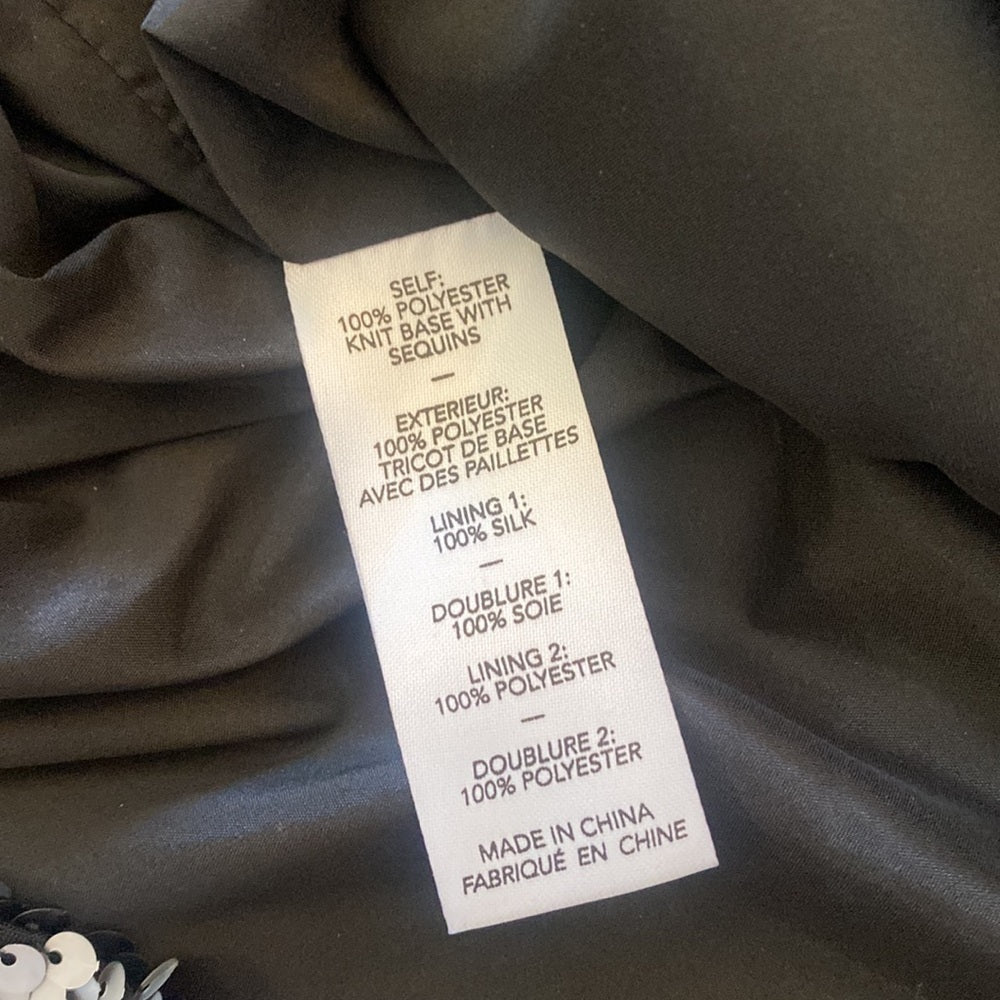 SELF:
100% POLYESTER
KNIT BASE WITH
SEQUINS
—
EXTERIEUR:
100% POLYESTER
TRICOT DE BASE
AVEC DES PAILLETTES
LINING 1:
100% SILK
—
DOUBLURE 1:
100% SOIE
LINING 2:
100% POLYESTER
—
DOUBLURE 2:
100% POLYESTER
MADE IN CHINA
FABRIQUÉ EN CHINE